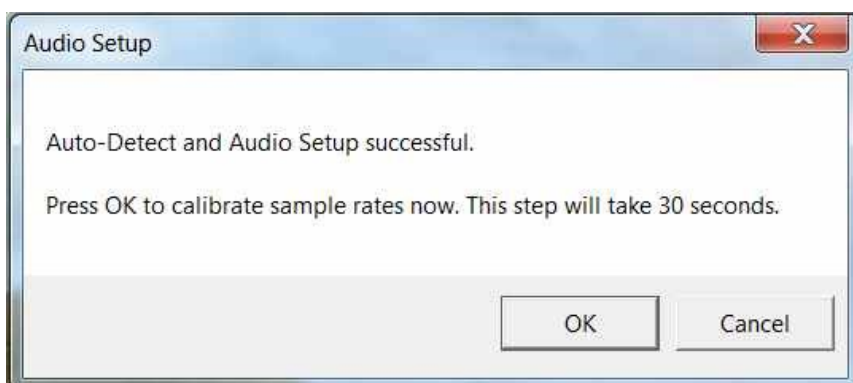 Audio Setup
Auto-Detect and Audio Setup successful.
Press OK to calibrate sample rates now. This step will take 30 seconds.
OK
Cancel